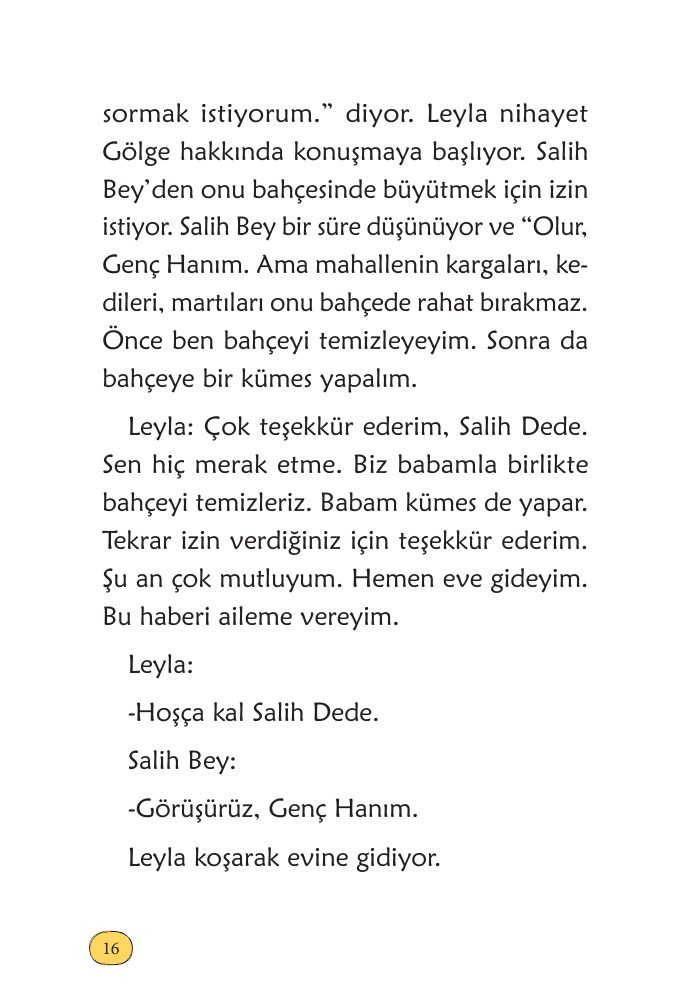 sormak istiyorum.” diyor. Leyla nihayet
Gölge hakkında konuşmaya başlıyor. Salih
Bey’den onu bahçesinde büyütmek için izin
istiyor. Salih Bey bir süre düşünüyor ve “Olur,
Genç Hanım. Ama mahallenin kargaları, ke-
dileri, martıları onu bahçede rahat bırakmaz.
Önce ben bahçeyi temizleyeyim. Sonra da
bahçeye bir kümes yapalım.
Leyla: Çok teşekkür ederim, Salih Dede.
Sen hiç merak etme. Biz babamla birlikte
bahçeyi temizleriz. Babam kümes de yapar.
Tekrar izin verdiğiniz için teşekkür ederim.
Şu an çok mutluyum. Hemen eve gideyim.
Bu haberi aileme vereyim.
Leyla:
-Hoşça kal Salih Dede.
Salih Bey:
-Görüşürüz, Genç Hanım.
Leyla koşarak evine gidiyor.
16